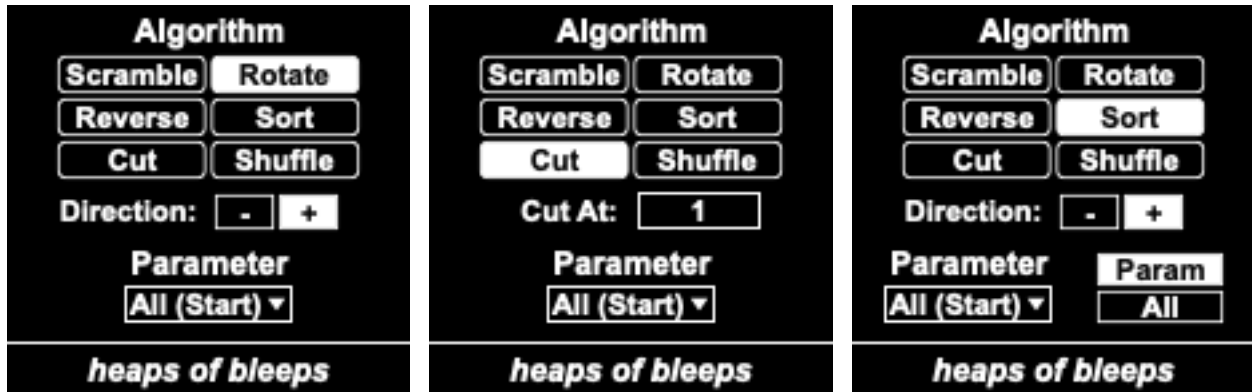 Algorithm
Scramble Rotate
Reverse Sort
Cut Shuffle
Direction: - +
Parameter
All (Start) ▾
heaps of bleeps
Algorithm
Scramble Rotate
Reverse Sort
Cut Shuffle
Cut At: 1
Parameter
All (Start) ▾
heaps of bleeps
Algorithm
Scramble Rotate
Reverse Sort
Cut Shuffle
Direction: - +
Parameter Param
All (Start) ▾ All
heaps of bleeps